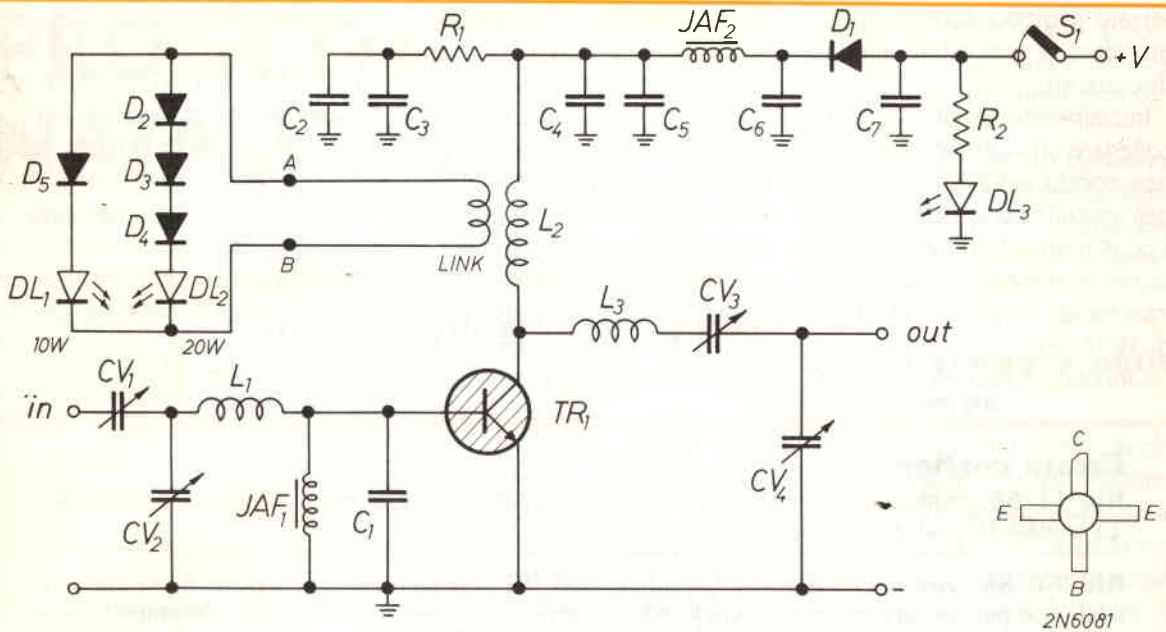 R1
JAF2
D1
S1
+V
D2
C2
C3
C4
C5
C6
C7
R2
A
D5
D3
L2
DL3
D4
B
LINK
DL1
DL2
L3
CV3
out
10W
20W
CV1
L1
in
TR1
CV2
JAF1
C1
CV4
-
C
E
E
B
2N6081